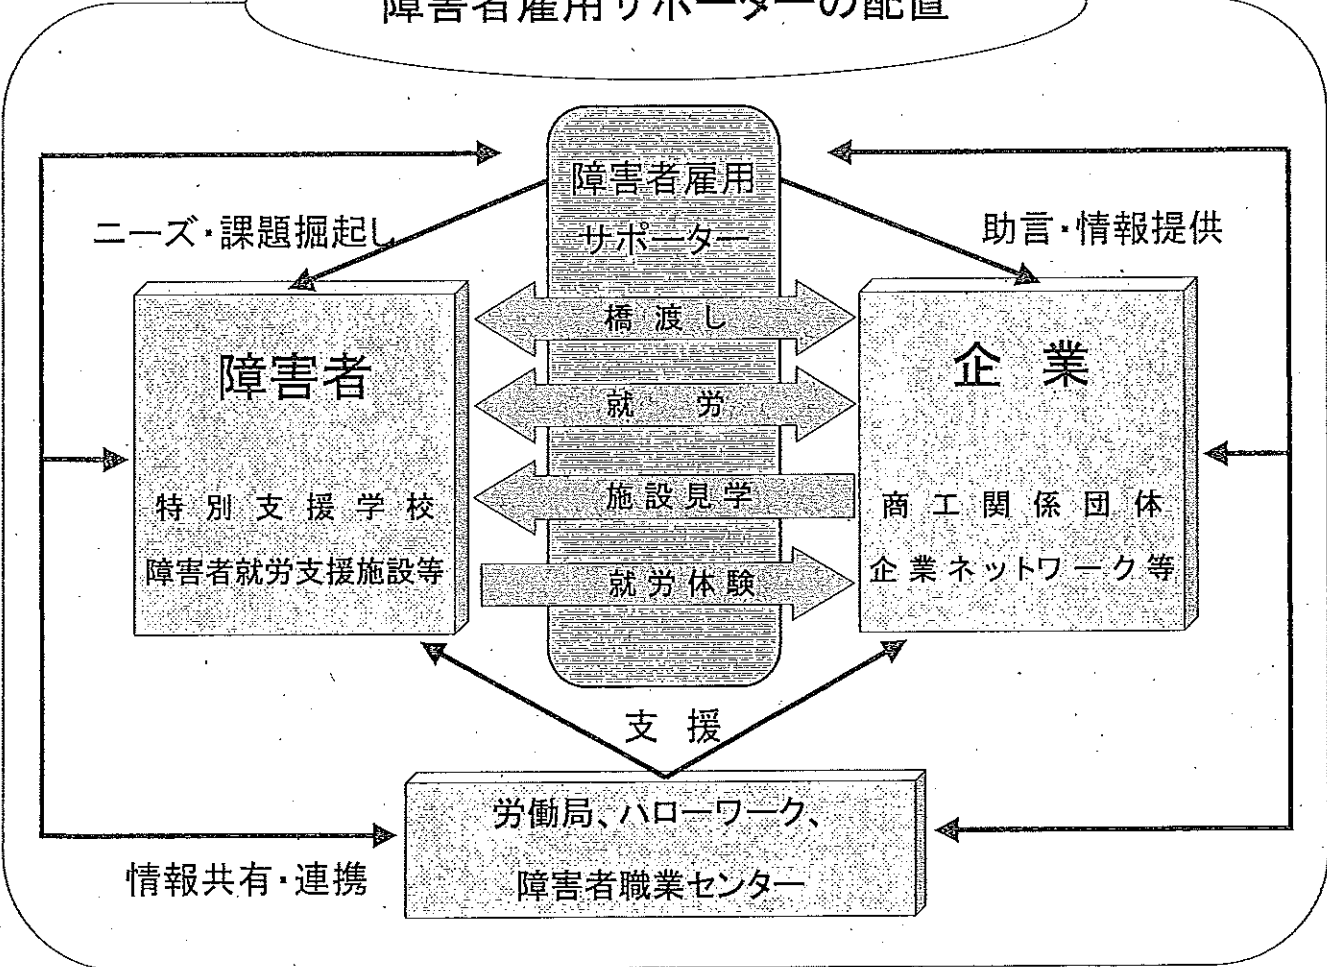 障害者雇用サポーターの配置
障害者雇用
サポーター
ニーズ・課題掘起し
助言・情報提供
橋渡し
就労
施設見学
就労体験
障害者
特別支援学校
障害者就労支援施設等
企業
商工関係団体
企業ネットワーク等
支援
労働局、ハローワーク、
障害者職業センター
情報共有・連携